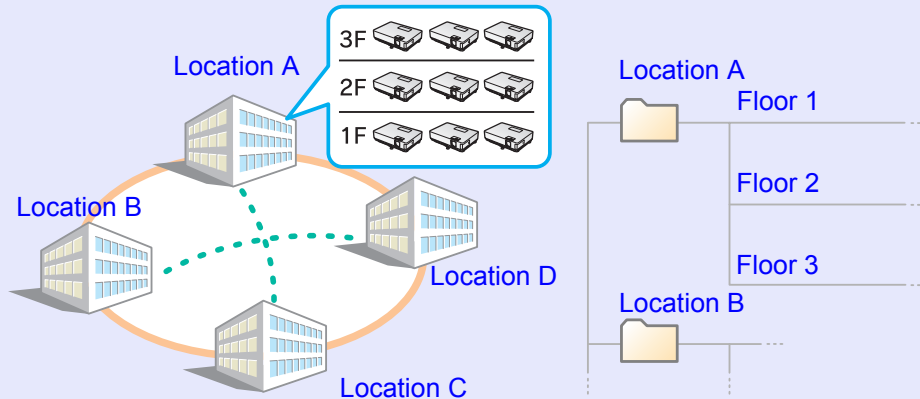 3F
Location A
2F
1F
Location B
Location D
Location C
Location A
Floor 1
Floor 2
Floor 3
Location B